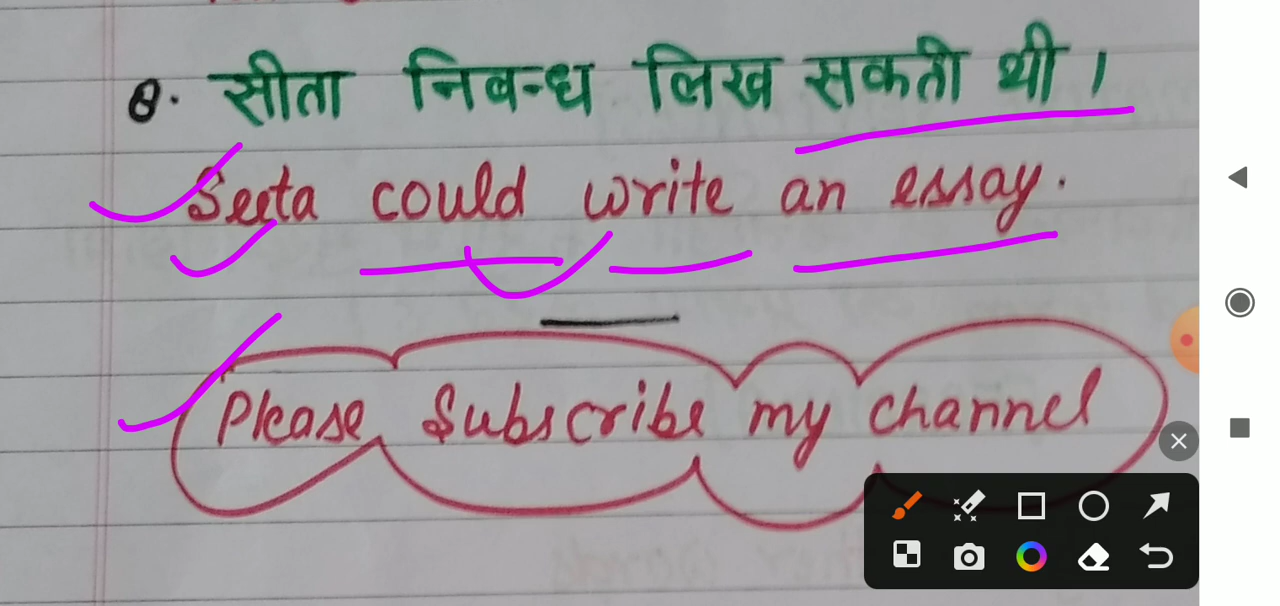 8. सीता निबन्ध लिख सकती थी ।
Seeta could write an essay.
Please Subscribe my channel